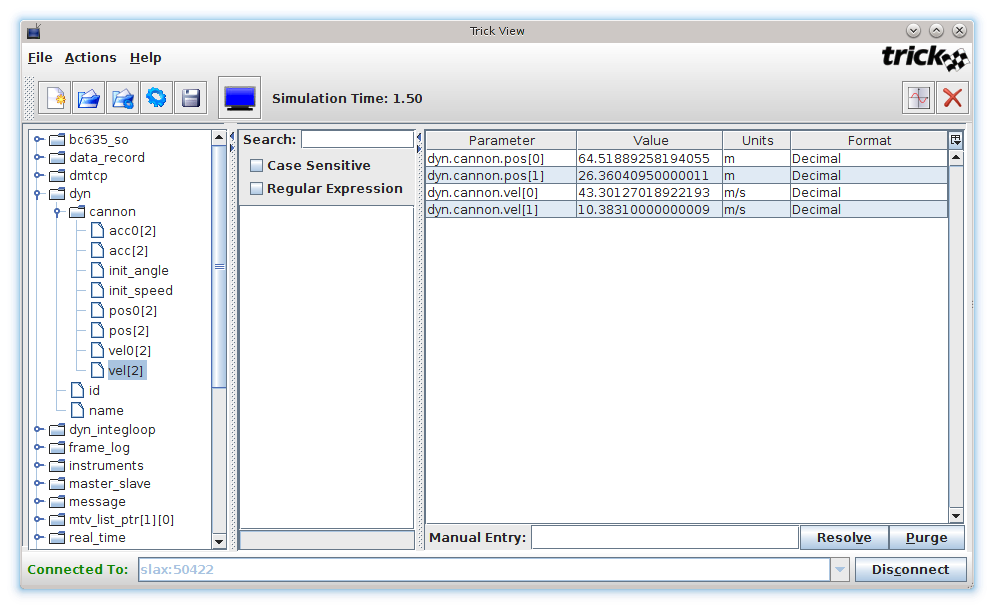 Trick View
File Actions Help
trick
Simulation Time: 1.50
bc635_so
data_record
dmtcp
dyn
cannon
acc0[2]
acc[2]
init_angle
init_speed
pos0[2]
pos[2]
vel0[2]
vel[2]
id
name
dyn_integloop
frame_log
instruments
master_slave
message
mtv_list_ptr[1][0]
real_time
Search:
Case Sensitive
Regular Expression
Parameter Value Units Format
dyn.cannon.pos[0] 64.51889258194055 m Decimal
dyn.cannon.pos[1] 26.36040950000011 m Decimal
dyn.cannon.vel[0] 43.30127018922193 m/s Decimal
dyn.cannon.vel[1] 10.38310000000009 m/s Decimal
Manual Entry: Resolve Purge
Connected To: slax:50422 Disconnect